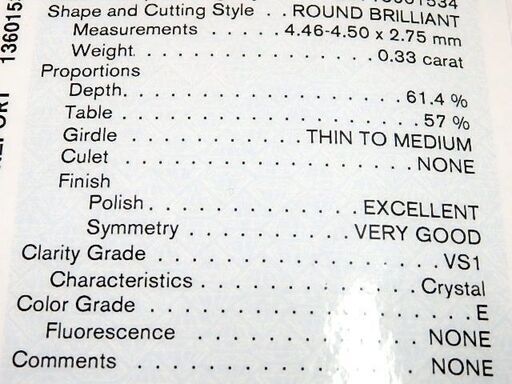 Shape and Cutting Style . . ROUND BRILLIANT
Measurements . . . . . . . 4.46-4.50 x 2.75 mm
Weight. . . . . . . . . . . . . . . . 0.33 carat
Proportions
Depth. . . . . . . . . . . . . . . . . . 61.4 %
Table . . . . . . . . . . . . . . . . . . . 57 %
Girdle . . . . . . . . . . . THIN TO MEDIUM
Culet . . . . . . . . . . . . . . . . . . NONE
Finish
Polish. . . . . . . . . . . . . . EXCELLENT
Symmetry . . . . . . . . . . VERY GOOD
Clarity Grade . . . . . . . . . . . . . . . . VS1
Characteristics . . . . . . . . . . . . Crystal
Color Grade . . . . . . . . . . . . . . . . . . E
Fluorescence . . . . . . . . . . . . . NONE
Comments . . . . . . . . . . . . . . . . NONE